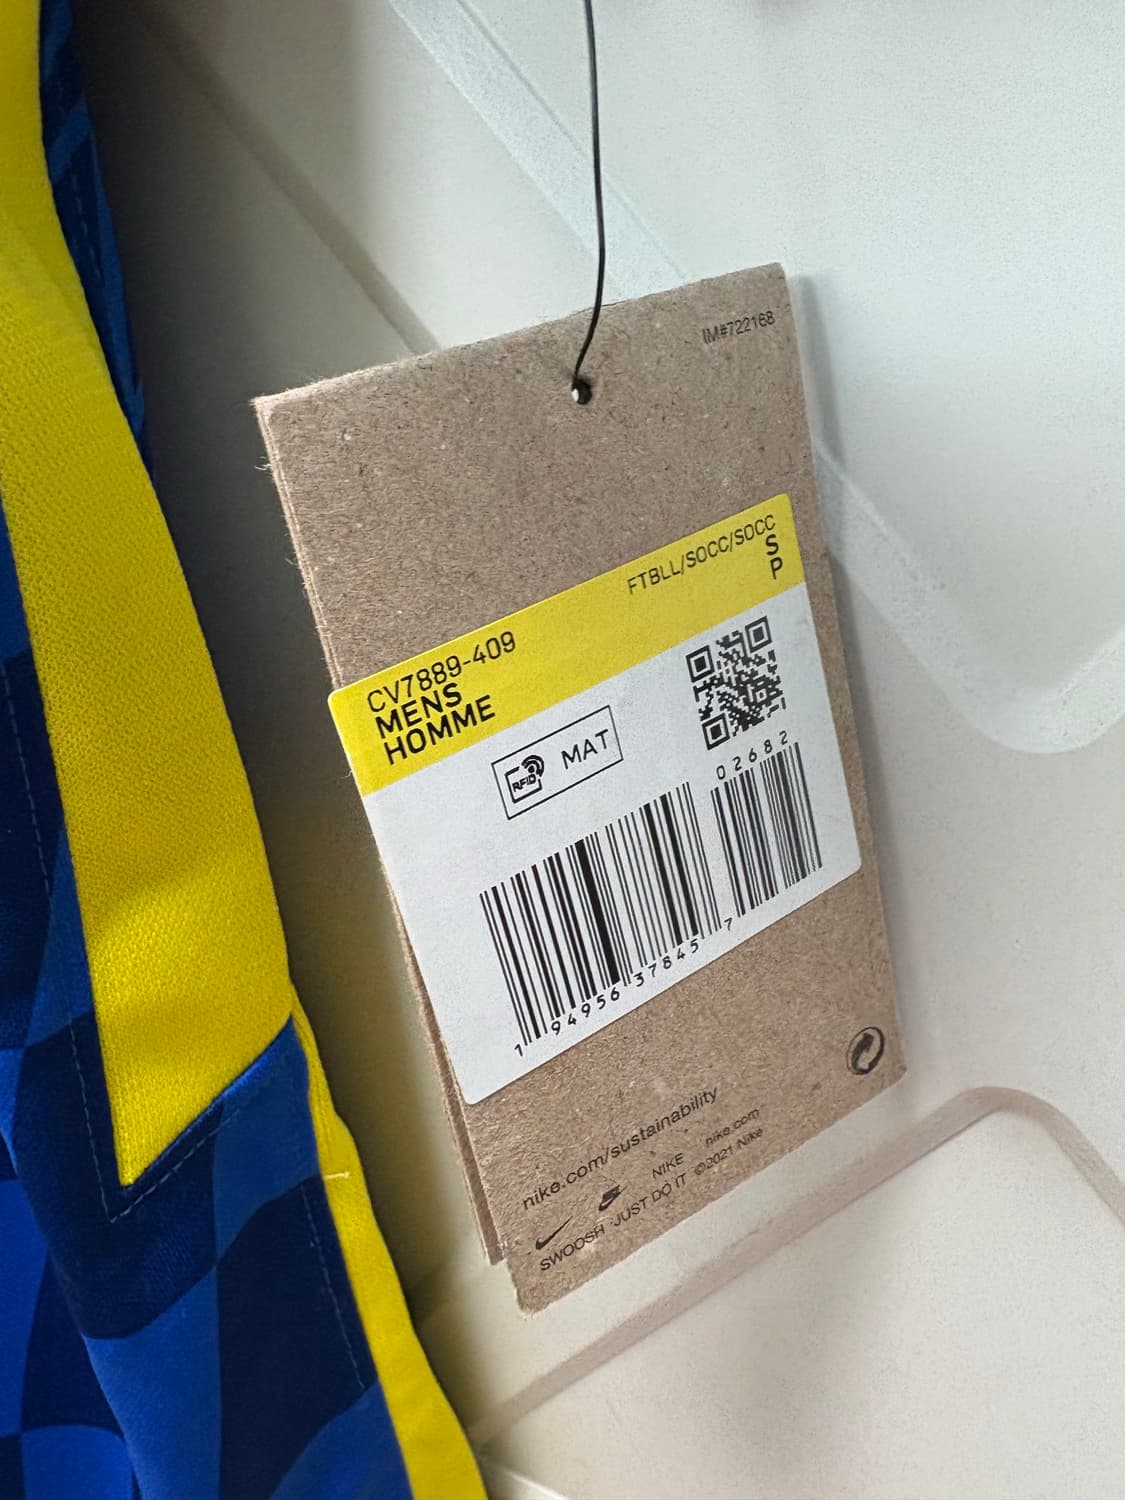 IM#722168
FTBLL/SOCC/SOCC
S
P
CV7889-409
MENS
HOMME
RFID MAT
02682
1 94956 37845 7
nike.com/sustainability
NIKE nike.com
SWOOSH JUST DO IT ©2021 Nike